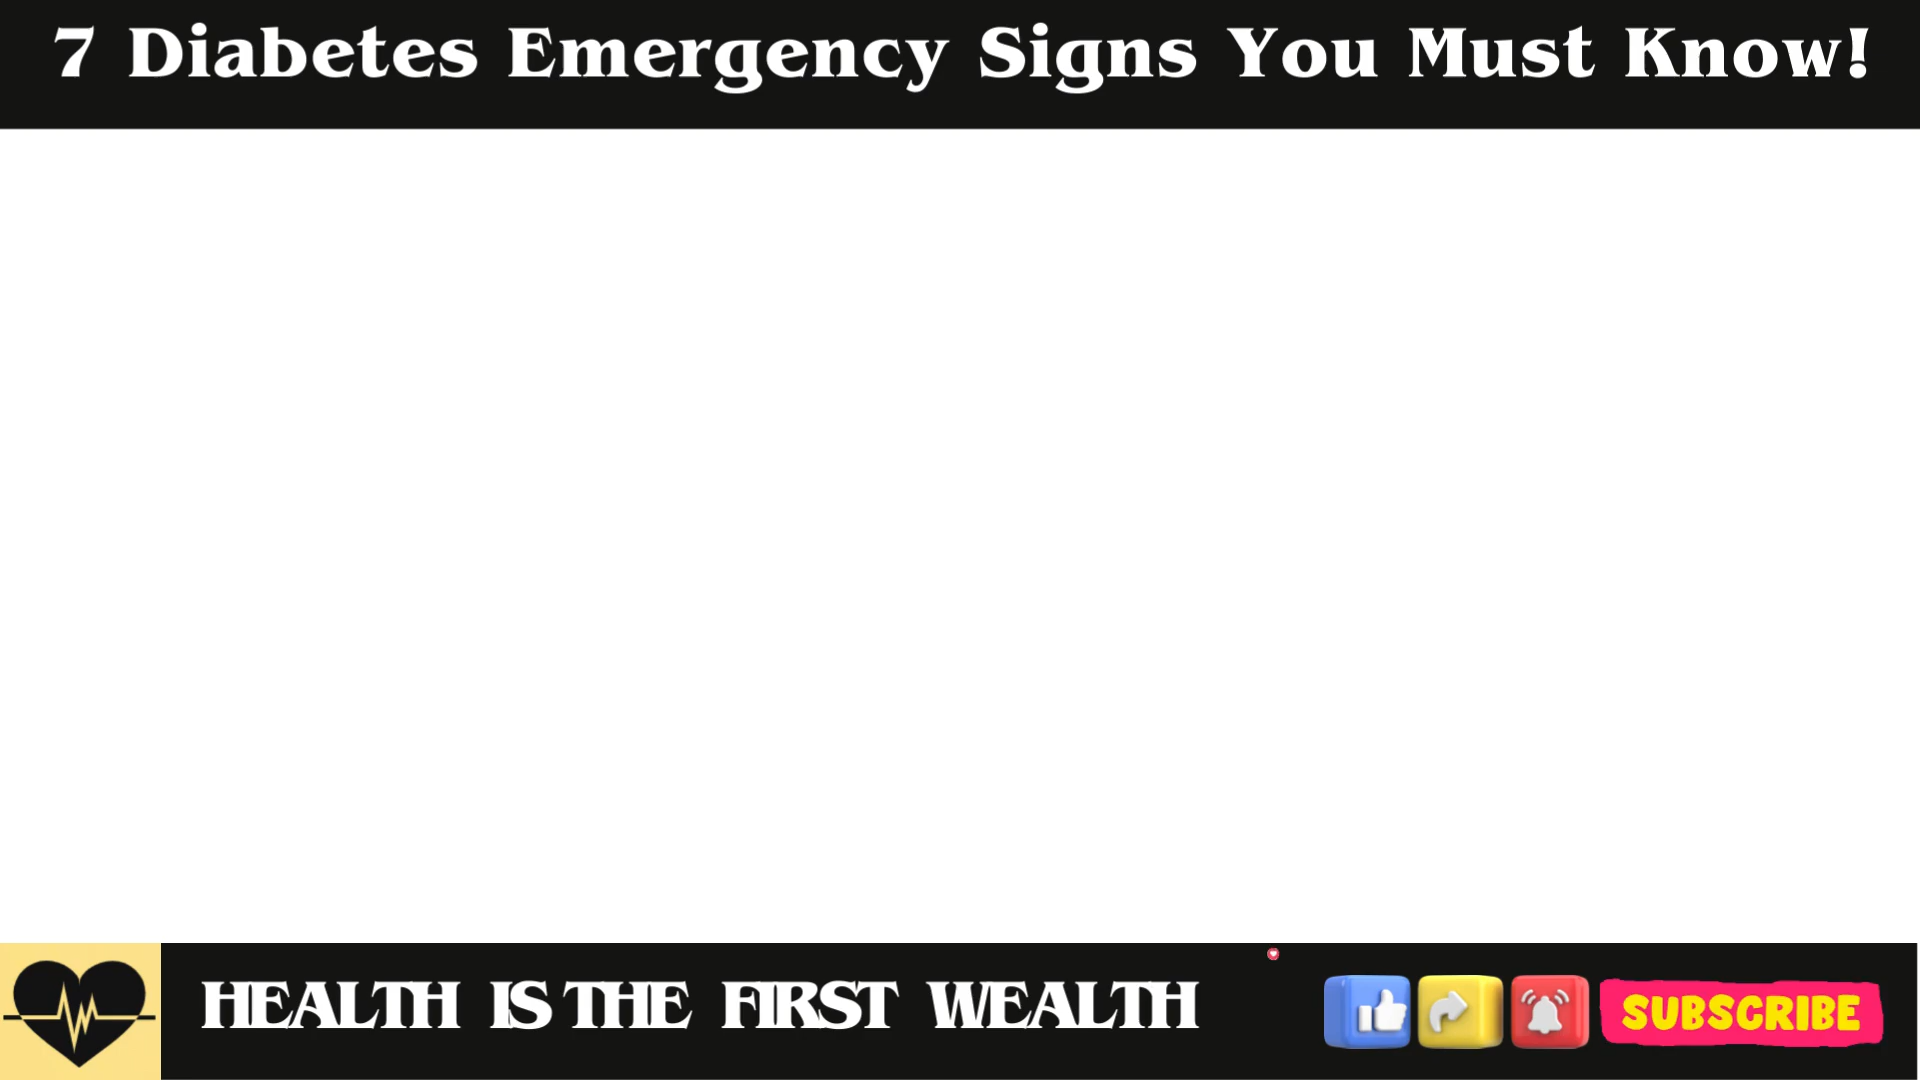 7 Diabetes Emergency Signs You Must Know!
HEALTH IS THE FIRST WEALTH
SUBSCRIBE